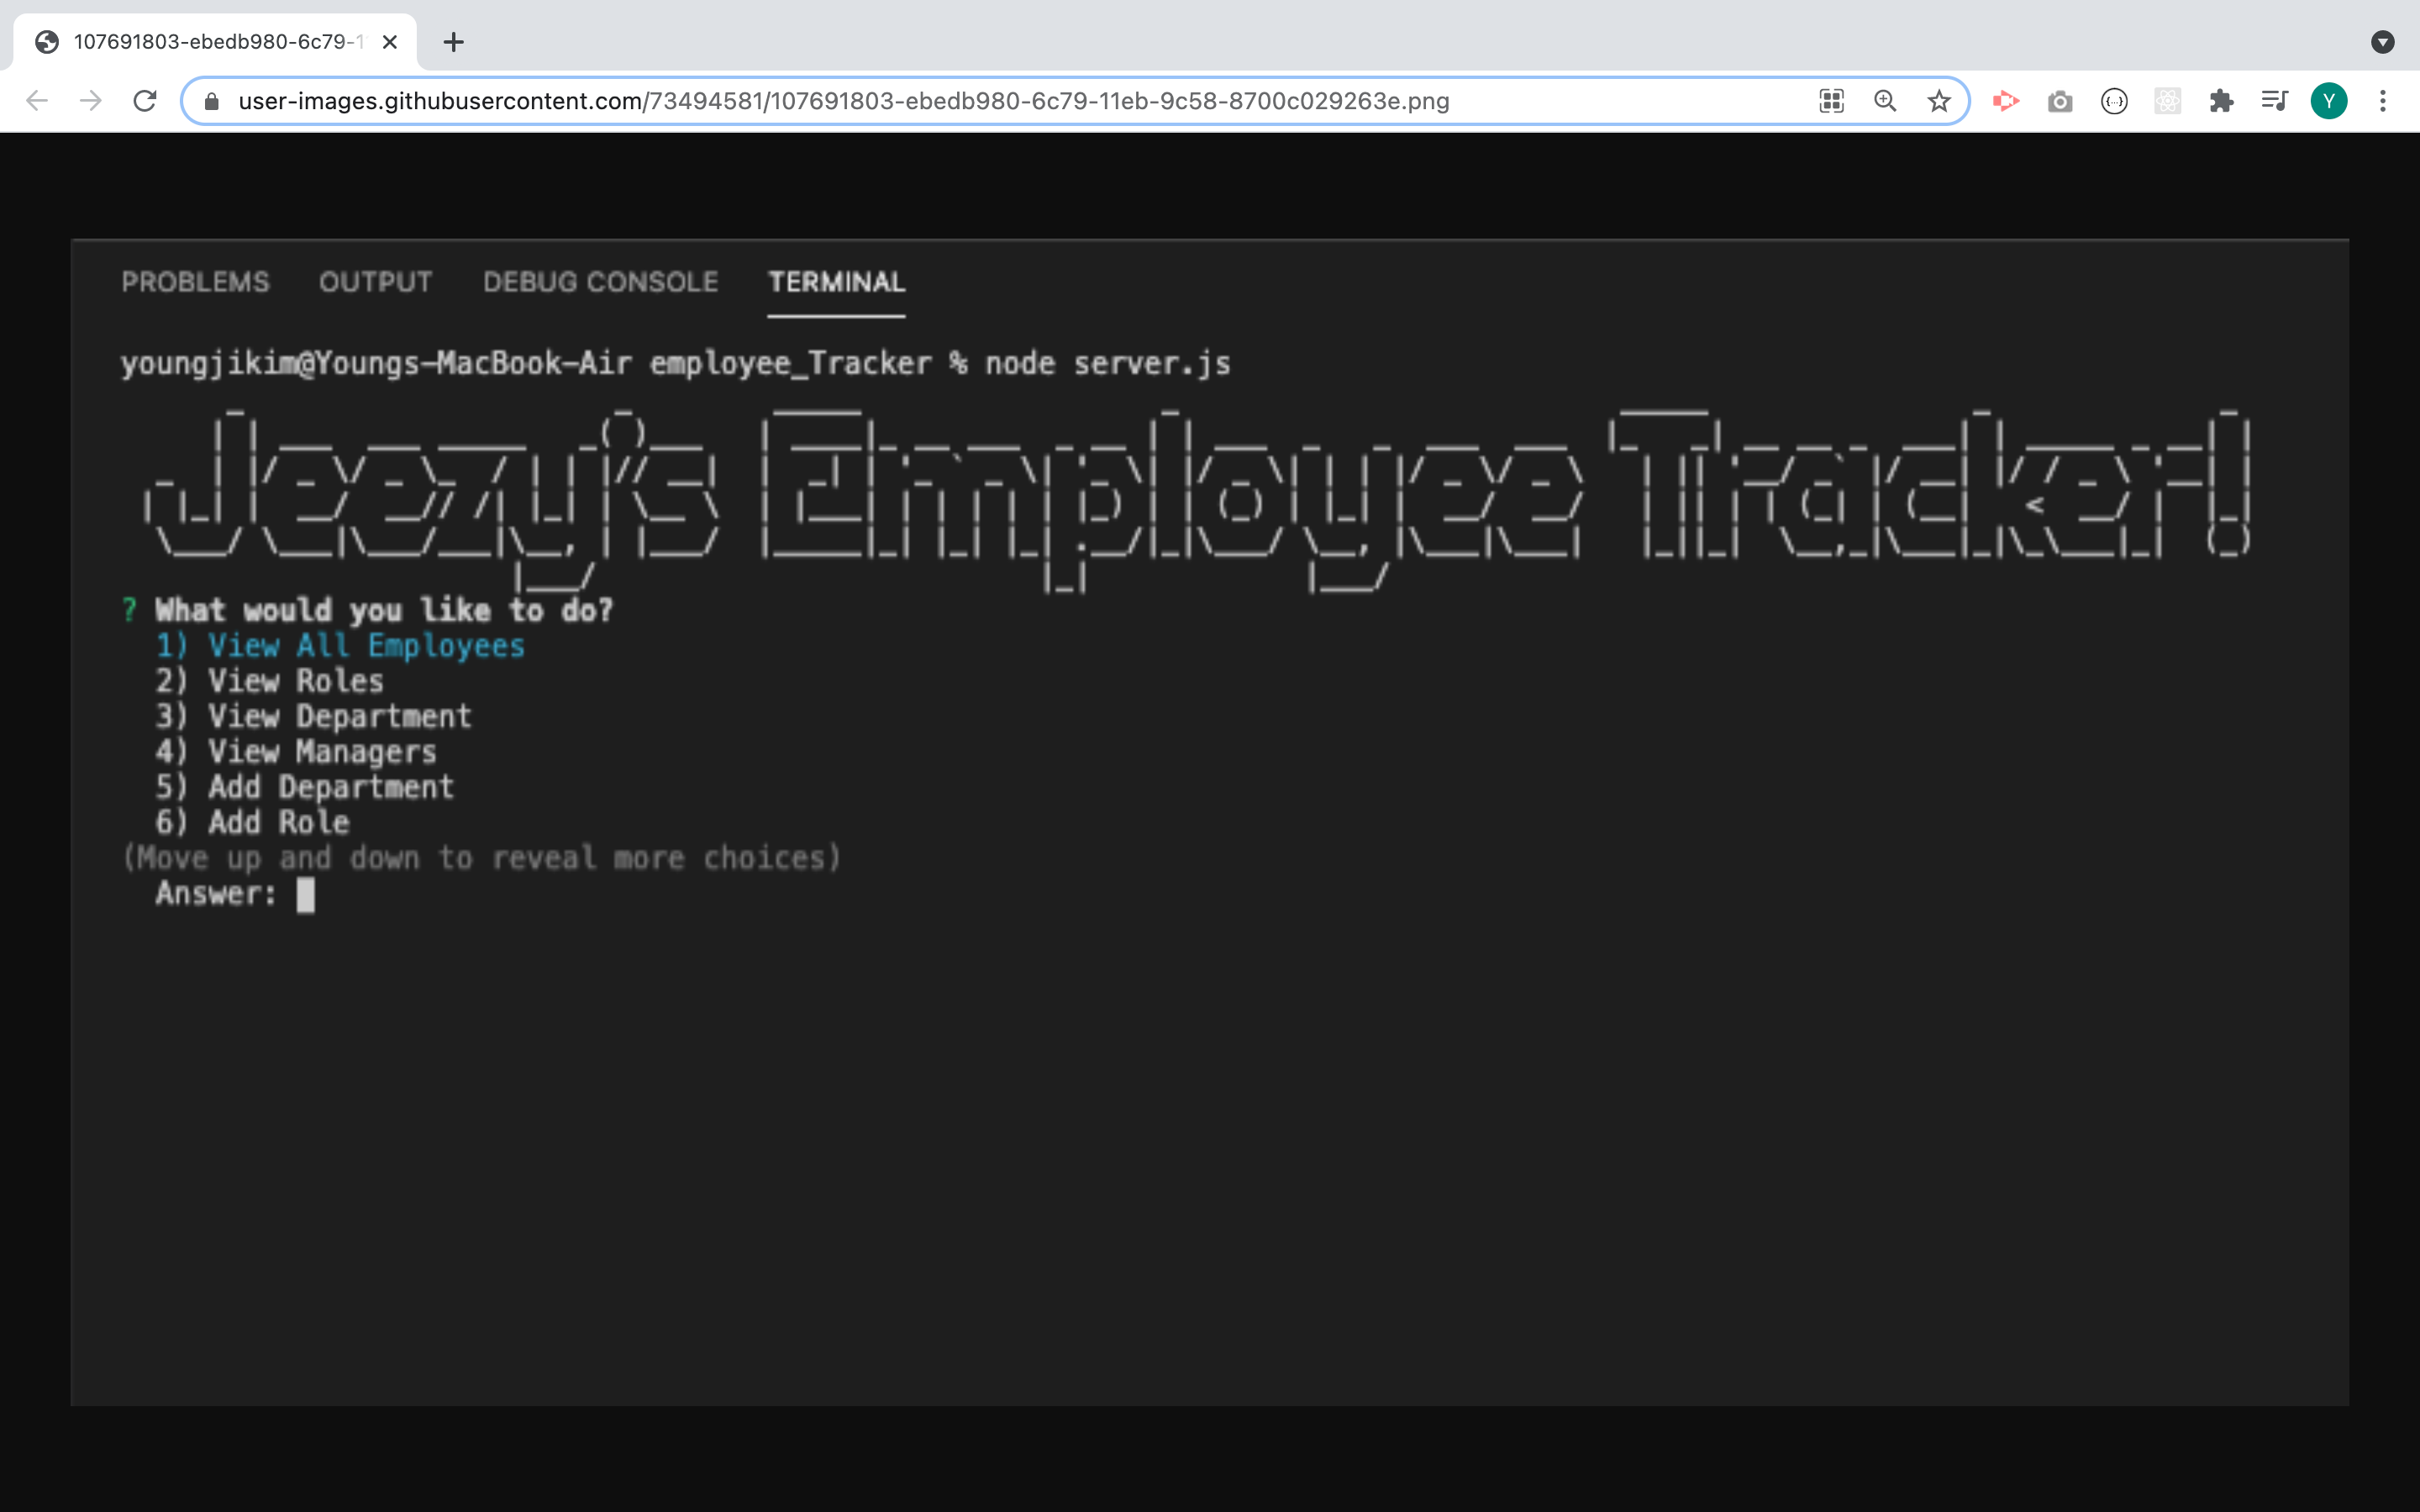 107691803-ebedb980-6c79-1
user-images.githubusercontent.com/73494581/107691803-ebedb980-6c79-11eb-9c58-8700c029263e.png
Y
PROBLEMS OUTPUT DEBUG CONSOLE TERMINAL
youngjikim@Youngs-MacBook-Air employee_Tracker % node server.js
Jeezy's Employee Tracker!
? What would you like to do?
1) View All Employees
2) View Roles
3) View Department
4) View Managers
5) Add Department
6) Add Role
(Move up and down to reveal more choices)
Answer: